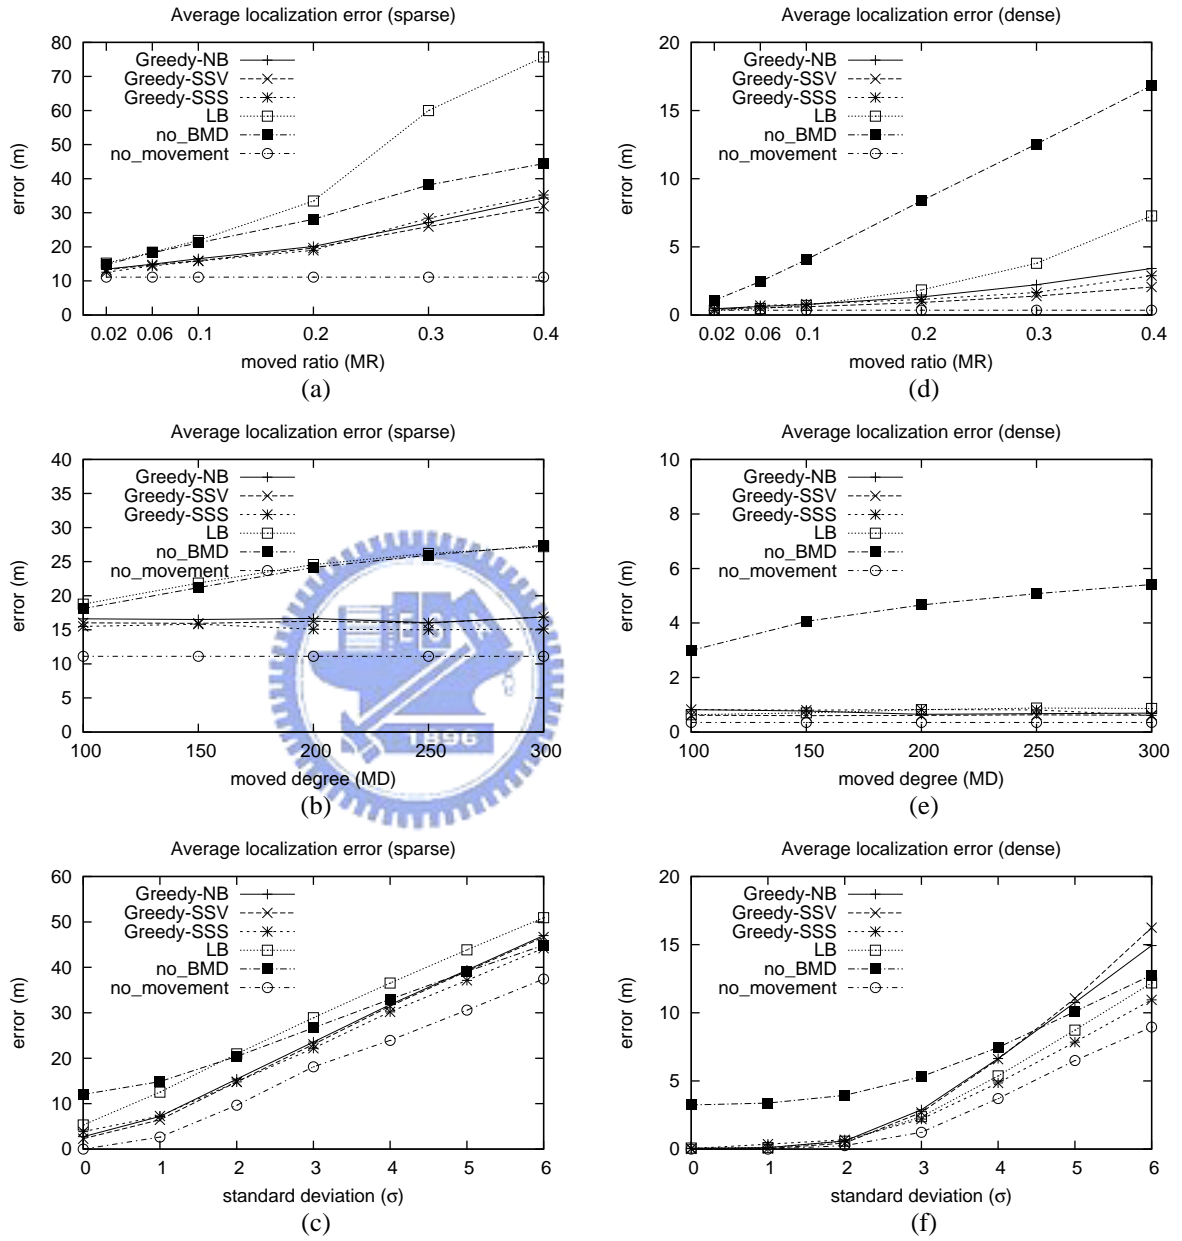 Average localization error (sparse)
80
70
60
50
40
30
20
10
0
error (m)
Greedy-NB
Greedy-SSV
Greedy-SSS
LB
no_BMD
no_movement
0.02 0.06 0.1 0.2 0.3 0.4
moved ratio (MR)
(a)
Average localization error (dense)
20
15
10
5
0
error (m)
Greedy-NB
Greedy-SSV
Greedy-SSS
LB
no_BMD
no_movement
0.02 0.06 0.1 0.2 0.3 0.4
moved ratio (MR)
(d)
Average localization error (sparse)
40
35
30
25
20
15
10
5
0
error (m)
Greedy-NB
Greedy-SSV
Greedy-SSS
LB
no_BMD
no_movement
1896
100 150 200 250 300
moved degree (MD)
(b)
Average localization error (dense)
10
8
6
4
2
0
error (m)
Greedy-NB
Greedy-SSV
Greedy-SSS
LB
no_BMD
no_movement
100 150 200 250 300
moved degree (MD)
(e)
Average localization error (sparse)
60
50
40
30
20
10
0
error (m)
Greedy-NB
Greedy-SSV
Greedy-SSS
LB
no_BMD
no_movement
0 1 2 3 4 5 6
standard deviation (σ)
(c)
Average localization error (dense)
20
15
10
5
0
error (m)
Greedy-NB
Greedy-SSV
Greedy-SSS
LB
no_BMD
no_movement
0 1 2 3 4 5 6
standard deviation (σ)
(f)